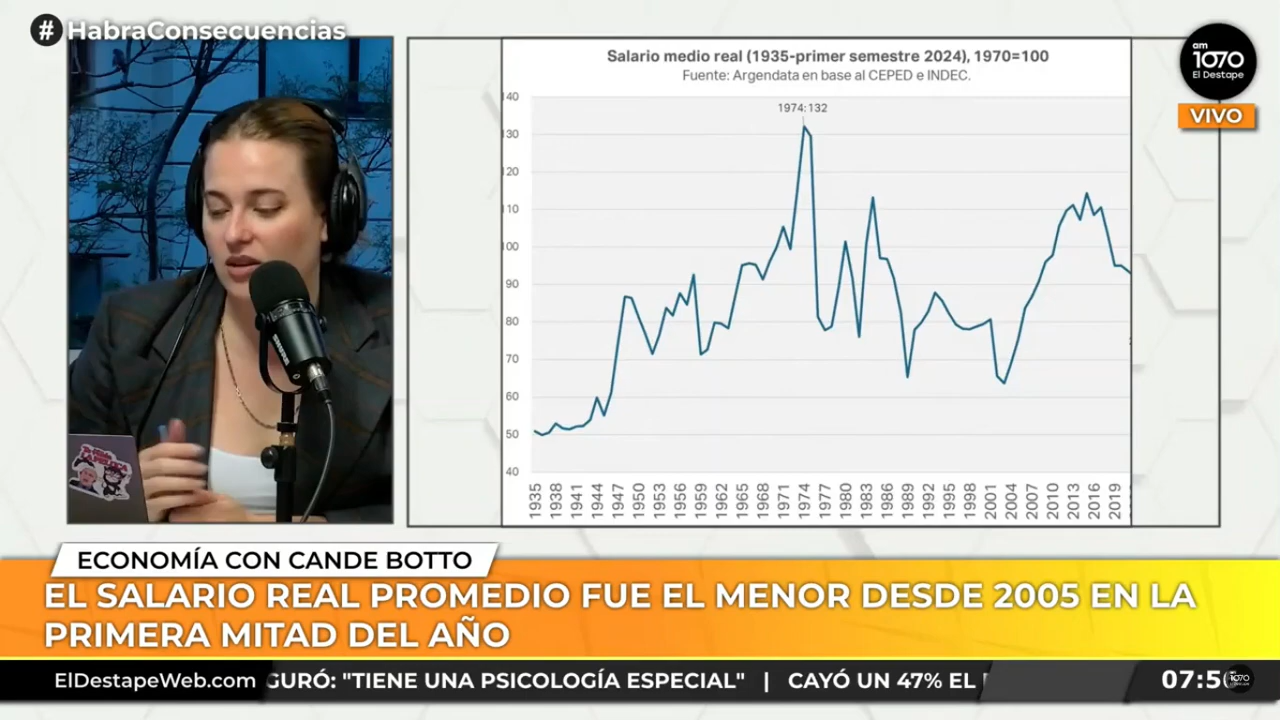 #HabraConsecuencias
Salario medio real (1935-primer semestre 2024), 1970=100
Fuente: Argendata en base al CEPED e INDEC.
am
1070
El Destape
VIVO
1974:132
140
130
120
110
100
90
80
70
60
50
40
1935 1938 1941 1944 1947 1950 1953 1956 1959 1962 1965 1968 1971 1974 1977 1980 1983 1986 1989 1992 1995 1998 2001 2004 2007 2010 2013 2016 2019
SHURE
ECONOMÍA CON CANDE BOTTO
EL SALARIO REAL PROMEDIO FUE EL MENOR DESDE 2005 EN LA
PRIMERA MITAD DEL AÑO
ElDestapeWeb.com GURÓ: "TIENE UNA PSICOLOGÍA ESPECIAL" | CAYÓ UN 47% EL 07:5